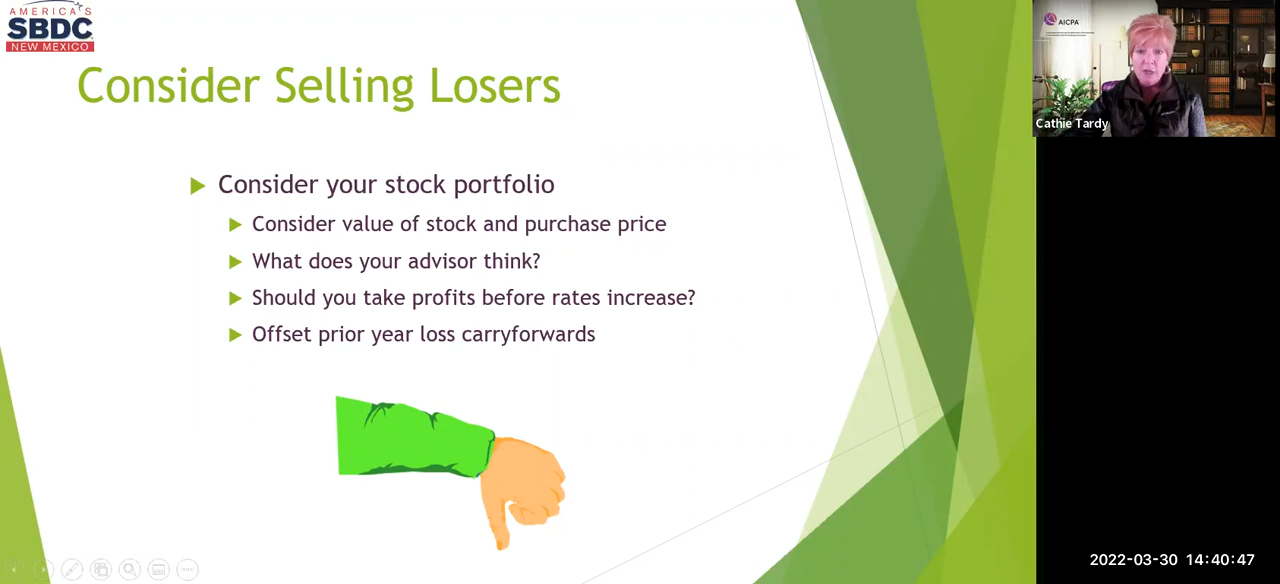 AMERICA'S
SBDC
NEW MEXICO
Consider Selling Losers
Consider your stock portfolio
Consider value of stock and purchase price
What does your advisor think?
Should you take profits before rates increase?
Offset prior year loss carryforwards
AICPA
Cathie Tardy
2022-03-30 14:40:47